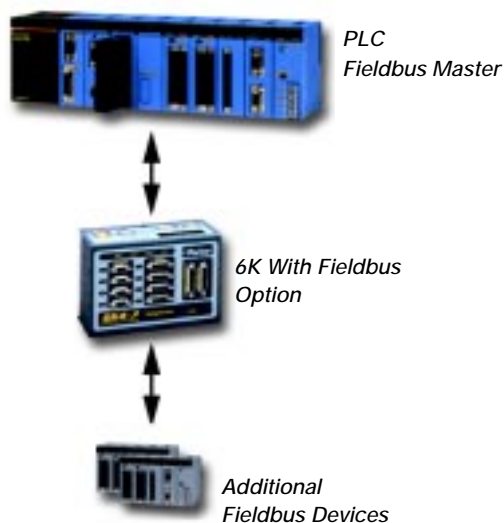 PLC
Fieldbus Master
6K With Fieldbus
Option
Additional
Fieldbus Devices